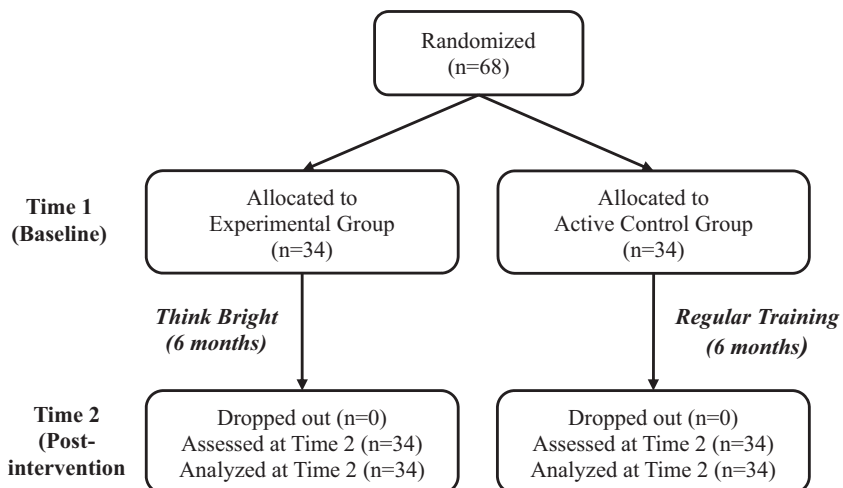 Randomized
(n=68)
Time 1
(Baseline)
Allocated to
Experimental Group
(n=34)
Allocated to
Active Control Group
(n=34)
Think Bright
(6 months)
Regular Training
(6 months)
Time 2
(Post-
intervention
Dropped out (n=0)
Assessed at Time 2 (n=34)
Analyzed at Time 2 (n=34)
Dropped out (n=0)
Assessed at Time 2 (n=34)
Analyzed at Time 2 (n=34)